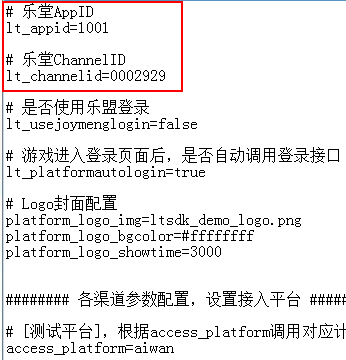 # 乐堂AppID
lt_appid=1001
# 乐堂ChannelID
lt_channelid=0002929
# 是否使用乐盟登录
lt_usejoymenglogin=false
# 游戏进入登录页面后，是否自动调用登录接口
lt_platformautologin=true
# Logo封面配置
platform_logo_img=ltsdk_demo_logo.png
platform_logo_bgcolor=#ffffffff
platform_logo_showtime=3000
######## 各渠道参数配置，设置接入平台 #####
# [测试平台]，根据access_platform调用对应计
access_platform=aiwan